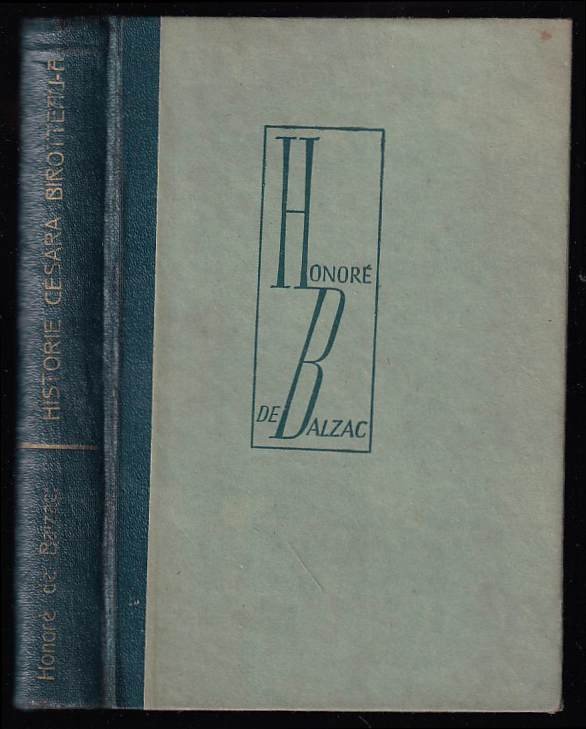 Honoré de Balzac HISTORIE CÉSARA BIROTTEAU-A
HONORÉ
DE BALZAC